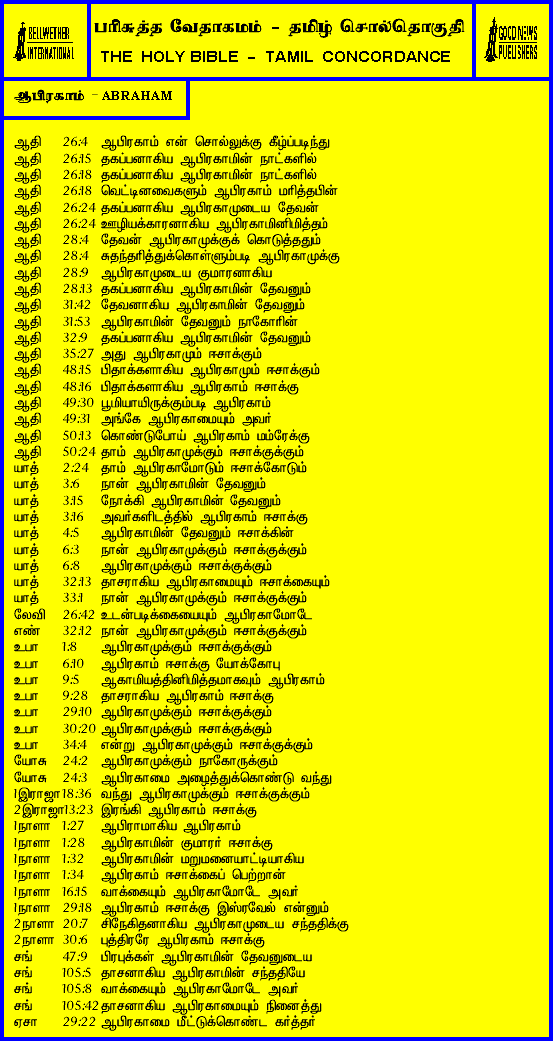 BELLWETHER
INTERNATIONAL
பரிசுத்த வேதாகமம் - தமிழ் சொல்தொகுதி
THE HOLY BIBLE - TAMIL CONCORDANCE
GOOD NEWS
PUBLISHERS
ஆபிரகாம் - ABRAHAM
ஆதி 26:4 ஆபிரகாம் என் சொல்லுக்கு கீழ்ப்படிந்து
ஆதி 26:15 தகப்பனாகிய ஆபிரகாமின் நாட்களில்
ஆதி 26:18 தகப்பனாகிய ஆபிரகாமின் நாட்களில்
ஆதி 26:18 வெட்டினவைகளும் ஆபிரகாம் மரித்தபின்
ஆதி 26:24 தகப்பனாகிய ஆபிரகாமுடைய தேவன்
ஆதி 26:24 ஊழியக்காரனாகிய ஆபிரகாமினிமித்தம்
ஆதி 28:4 தேவன் ஆபிரகாமுக்குக் கொடுத்ததும்
ஆதி 28:4 சுதந்தரித்துக்கொள்ளும்படி ஆபிரகாமுக்கு
ஆதி 28:9 ஆபிரகாமுடைய குமாரனாகிய
ஆதி 28:13 தகப்பனாகிய ஆபிரகாமின் தேவனும்
ஆதி 31:42 தேவனாகிய ஆபிரகாமின் தேவனும்
ஆதி 31:53 ஆபிரகாமின் தேவனும் நாகோரின்
ஆதி 32:9 தகப்பனாகிய ஆபிரகாமின் தேவனும்
ஆதி 35:27 அது ஆபிரகாமும் ஈசாக்கும்
ஆதி 48:15 பிதாக்களாகிய ஆபிரகாமும் ஈசாக்கும்
ஆதி 48:16 பிதாக்களாகிய ஆபிரகாம் ஈசாக்கு
ஆதி 49:30 பூமியாயிருக்கும்படி ஆபிரகாம்
ஆதி 49:31 அங்கே ஆபிரகாமையும் அவர்
ஆதி 50:13 கொண்டுபோய் ஆபிரகாம் மம்ரேக்கு
ஆதி 50:24 தாம் ஆபிரகாமுக்கும் ஈசாக்குக்கும்
யாத் 2:24 தாம் ஆபிரகாமோடும் ஈசாக்கோடும்
யாத் 3:6 நான் ஆபிரகாமின் தேவனும்
யாத் 3:15 நோக்கி ஆபிரகாமின் தேவனும்
யாத் 3:16 அவர்களிடத்தில் ஆபிரகாம் ஈசாக்கு
யாத் 4:5 ஆபிரகாமின் தேவனும் ஈசாக்கின்
யாத் 6:3 நான் ஆபிரகாமுக்கும் ஈசாக்குக்கும்
யாத் 6:8 ஆபிரகாமுக்கும் ஈசாக்குக்கும்
யாத் 32:13 தாசராகிய ஆபிரகாமையும் ஈசாக்கையும்
யாத் 33:1 நான் ஆபிரகாமுக்கும் ஈசாக்குக்கும்
லேவி 26:42 உடன்படிக்கையையும் ஆபிரகாமோடே
எண் 32:12 நான் ஆபிரகாமுக்கும் ஈசாக்குக்கும்
உபா 1:8 ஆபிரகாமுக்கும் ஈசாக்குக்கும்
உபா 6:10 ஆபிரகாம் ஈசாக்கு யோக்கோபு
உபா 9:5 ஆகாமியத்தினிமித்தமாகவும் ஆபிரகாம்
உபா 9:28 தாசராகிய ஆபிரகாம் ஈசாக்கு
உபா 29:10 ஆபிரகாமுக்கும் ஈசாக்குக்கும்
உபா 30:20 ஆபிரகாமுக்கும் ஈசாக்குக்கும்
உபா 34:4 என்று ஆபிரகாமுக்கும் ஈசாக்குக்கும்
யோசு 24:2 ஆபிரகாமுக்கும் நாகோருக்கும்
யோசு 24:3 ஆபிரகாமை அழைத்துக்கொண்டு வந்து
1இராஜா18:36 வந்து ஆபிரகாமுக்கும் ஈசாக்குக்கும்
2இராஜா13:23 இரங்கி ஆபிரகாம் ஈசாக்கு
1நாளா 1:27 ஆபிராமாகிய ஆபிரகாம்
1நாளா 1:28 ஆபிரகாமின் குமாரர் ஈசாக்கு
1நாளா 1:32 ஆபிரகாமின் மறுமனையாட்டியாகிய
1நாளா 1:34 ஆபிரகாம் ஈசாக்கைப் பெற்றான்
1நாளா 16:15 வாக்கையும் ஆபிரகாமோடே அவர்
1நாளா 29:18 ஆபிரகாம் ஈசாக்கு இஸ்ரவேல் என்னும்
2நாளா 20:7 சிநேகிதனாகிய ஆபிரகாமுடைய சந்ததிக்கு
2நாளா 30:6 புத்திரரே ஆபிரகாம் ஈசாக்கு
சங் 47:9 பிரபுக்கள் ஆபிரகாமின் தேவனுடைய
சங் 105:5 தாசனாகிய ஆபிரகாமின் சந்ததியே
சங் 105:8 வாக்கையும் ஆபிரகாமோடே அவர்
சங் 105:42 தாசனாகிய ஆபிரகாமையும் நினைத்து
ஏசா 29:22 ஆபிரகாமை மீட்டுக்கொண்ட கர்த்தர்